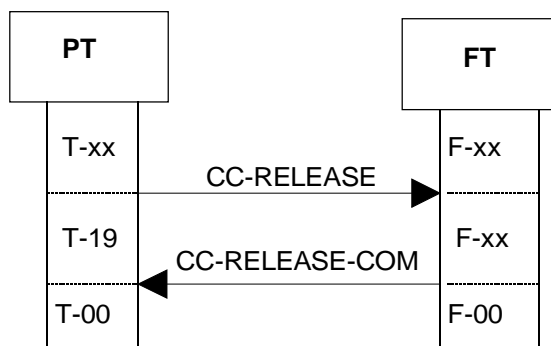 PT
FT
T-xx
F-xx
CC-RELEASE
T-19
F-xx
CC-RELEASE-COM
T-00
F-00